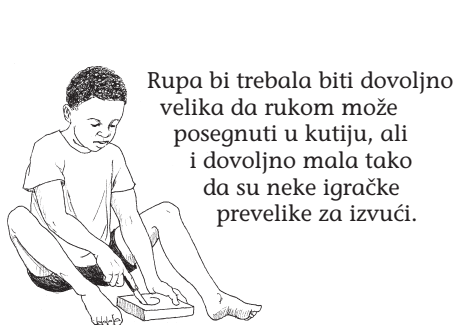 Rupa bi trebala biti dovoljno
velika da rukom može
posegnuti u kutiju, ali
i dovoljno mala tako
da su neke igračke
prevelike za izvući.